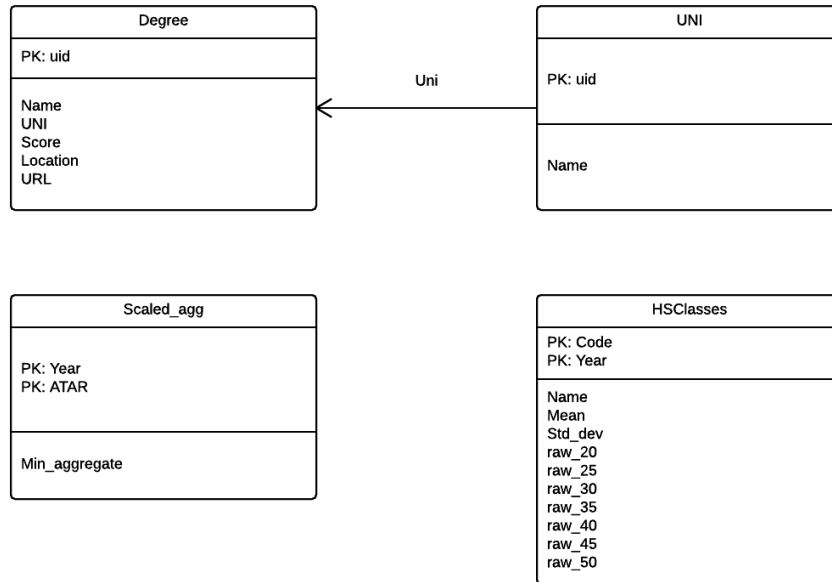 Degree
PK: uid
Name
UNI
Score
Location
URL
Uni
UNI
PK: uid
Name
Scaled_agg
PK: Year
PK: ATAR
Min_aggregate
HSClasses
PK: Code
PK: Year
Name
Mean
Std_dev
raw_20
raw_25
raw_30
raw_35
raw_40
raw_45
raw_50